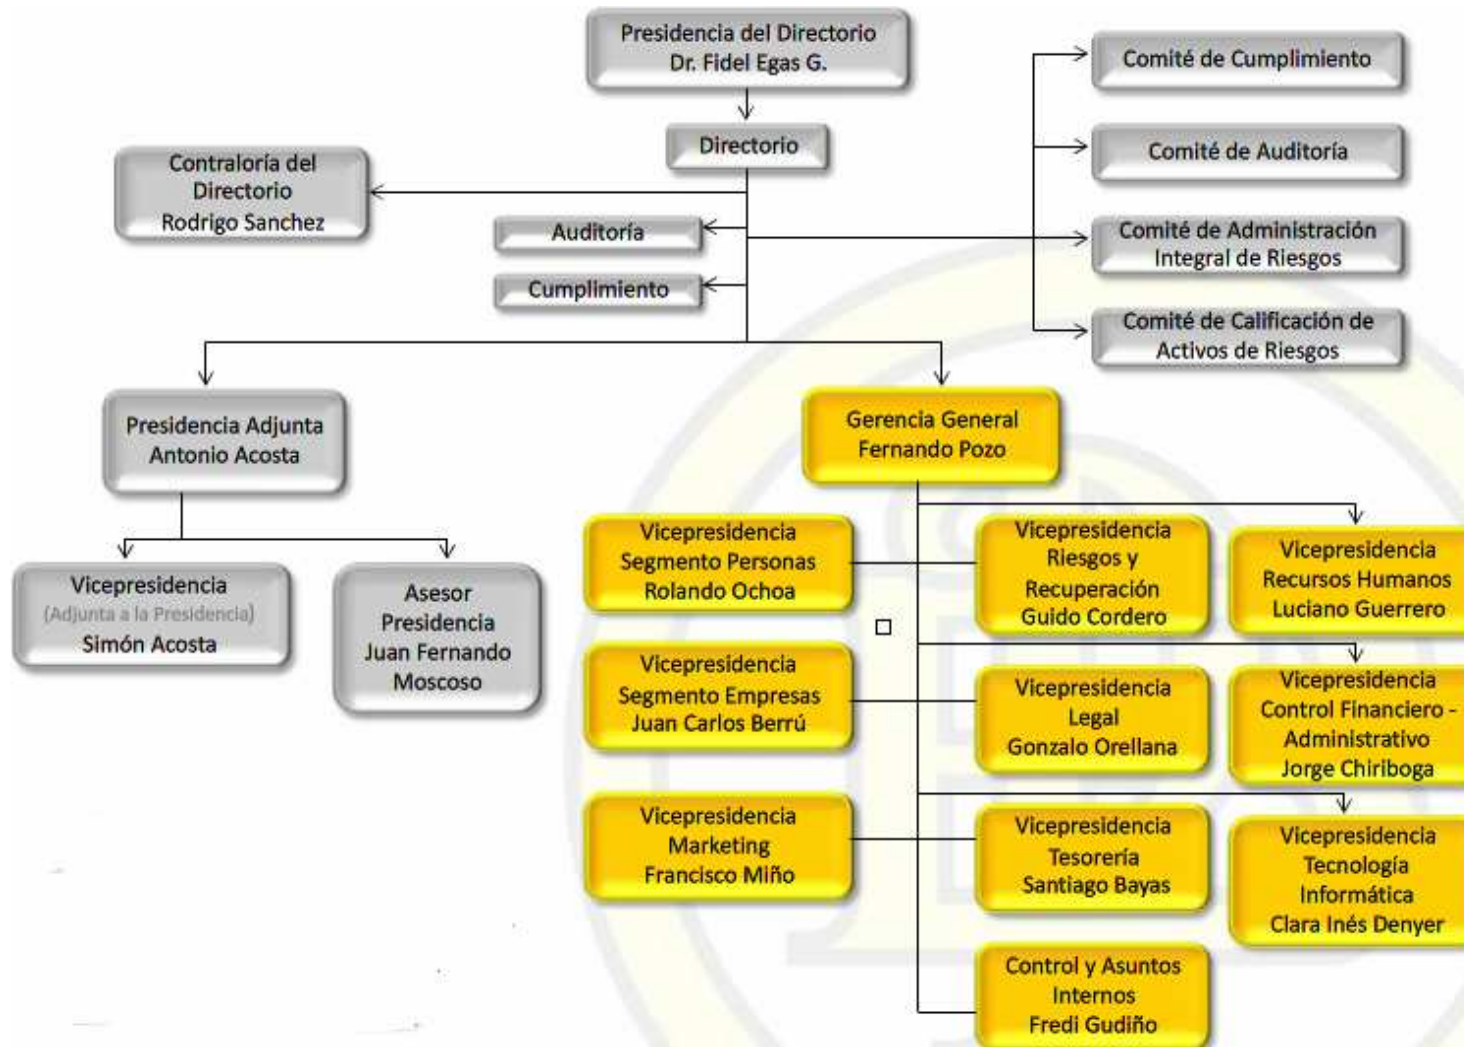 Presidencia del Directorio
Dr. Fidel Egas G.
Comité de Cumplimiento
Directorio
Comité de Auditoría
Contraloría del
Directorio
Rodrigo Sanchez
Auditoría
Comité de Administración
Integral de Riesgos
Cumplimiento
Comité de Calificación de
Activos de Riesgos
Presidencia Adjunta
Antonio Acosta
Gerencia General
Fernando Pozo
Vicepresidencia
(Adjunta a la Presidencia)
Simón Acosta
Asesor
Presidencia
Juan Fernando
Moscoso
Vicepresidencia
Segmento Personas
Rolando Ochoa
Vicepresidencia
Riesgos y
Recuperación
Guido Cordero
Vicepresidencia
Recursos Humanos
Luciano Guerrero
Vicepresidencia
Segmento Empresas
Juan Carlos Berrú
Vicepresidencia
Legal
Gonzalo Orellana
Vicepresidencia
Control Financiero -
Administrativo
Jorge Chiriboga
Vicepresidencia
Marketing
Francisco Miño
Vicepresidencia
Tesorería
Santiago Bayas
Vicepresidencia
Tecnología
Informática
Clara Inés Denyer
Control y Asuntos
Internos
Fredi Gudiño